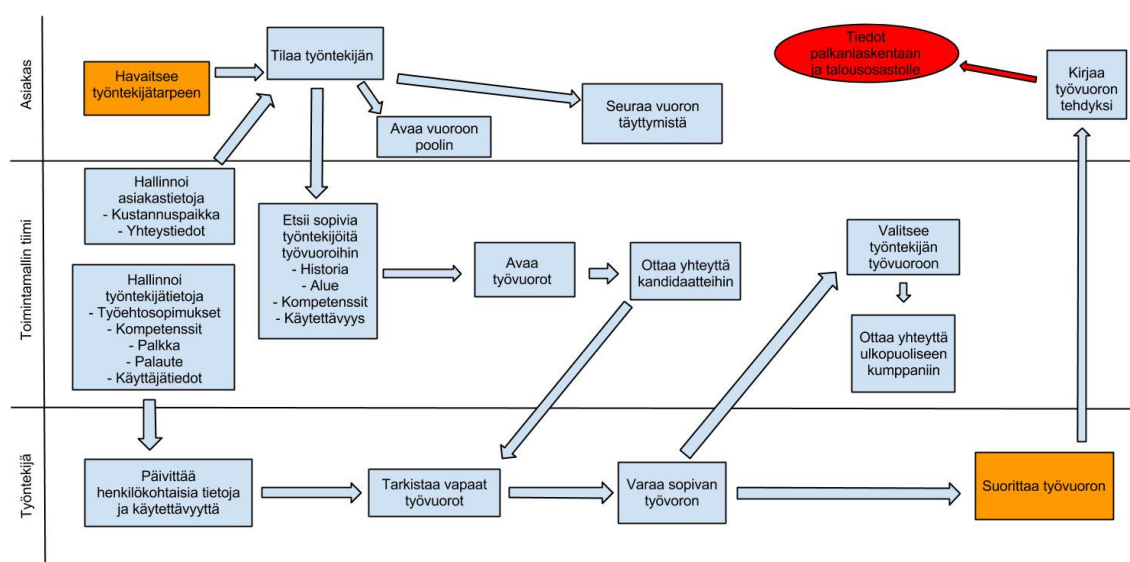 Asiakas
Havaitsee
työntekijätarpeen
Tilaa työntekijän
Avaa vuoroon
poolin
Seuraa vuoron
täyttymistä
Tiedot
palkanlaskentaan
ja talousosastolle
Kirjaa
työvuoron
tehdyksi
Toimintamallin tiimi
Hallinnoi
asiakastietoja
- Kustannuspaikka
- Yhteystiedot
Hallinnoi
työntekijätietoja
- Työehtosopimukset
- Kompetenssit
- Palkka
- Palaute
- Käyttäjätiedot
Etsii sopivia
työntekijöitä
työvuoroihin
- Historia
- Alue
- Kompetenssit
- Käytettävyys
Avaa
työvuorot
Ottaa yhteyttä
kandidaatteihin
Valitsee
työntekijän
työvuoroon
Ottaa yhteyttä
ulkopuoliseen
kumppaniin
Työntekijä
Päivittää
henkilökohtaisia tietoja
ja käytettävyyttä
Tarkistaa vapaat
työvuorot
Varaa sopivan
työvoron
Suorittaa työvuoron